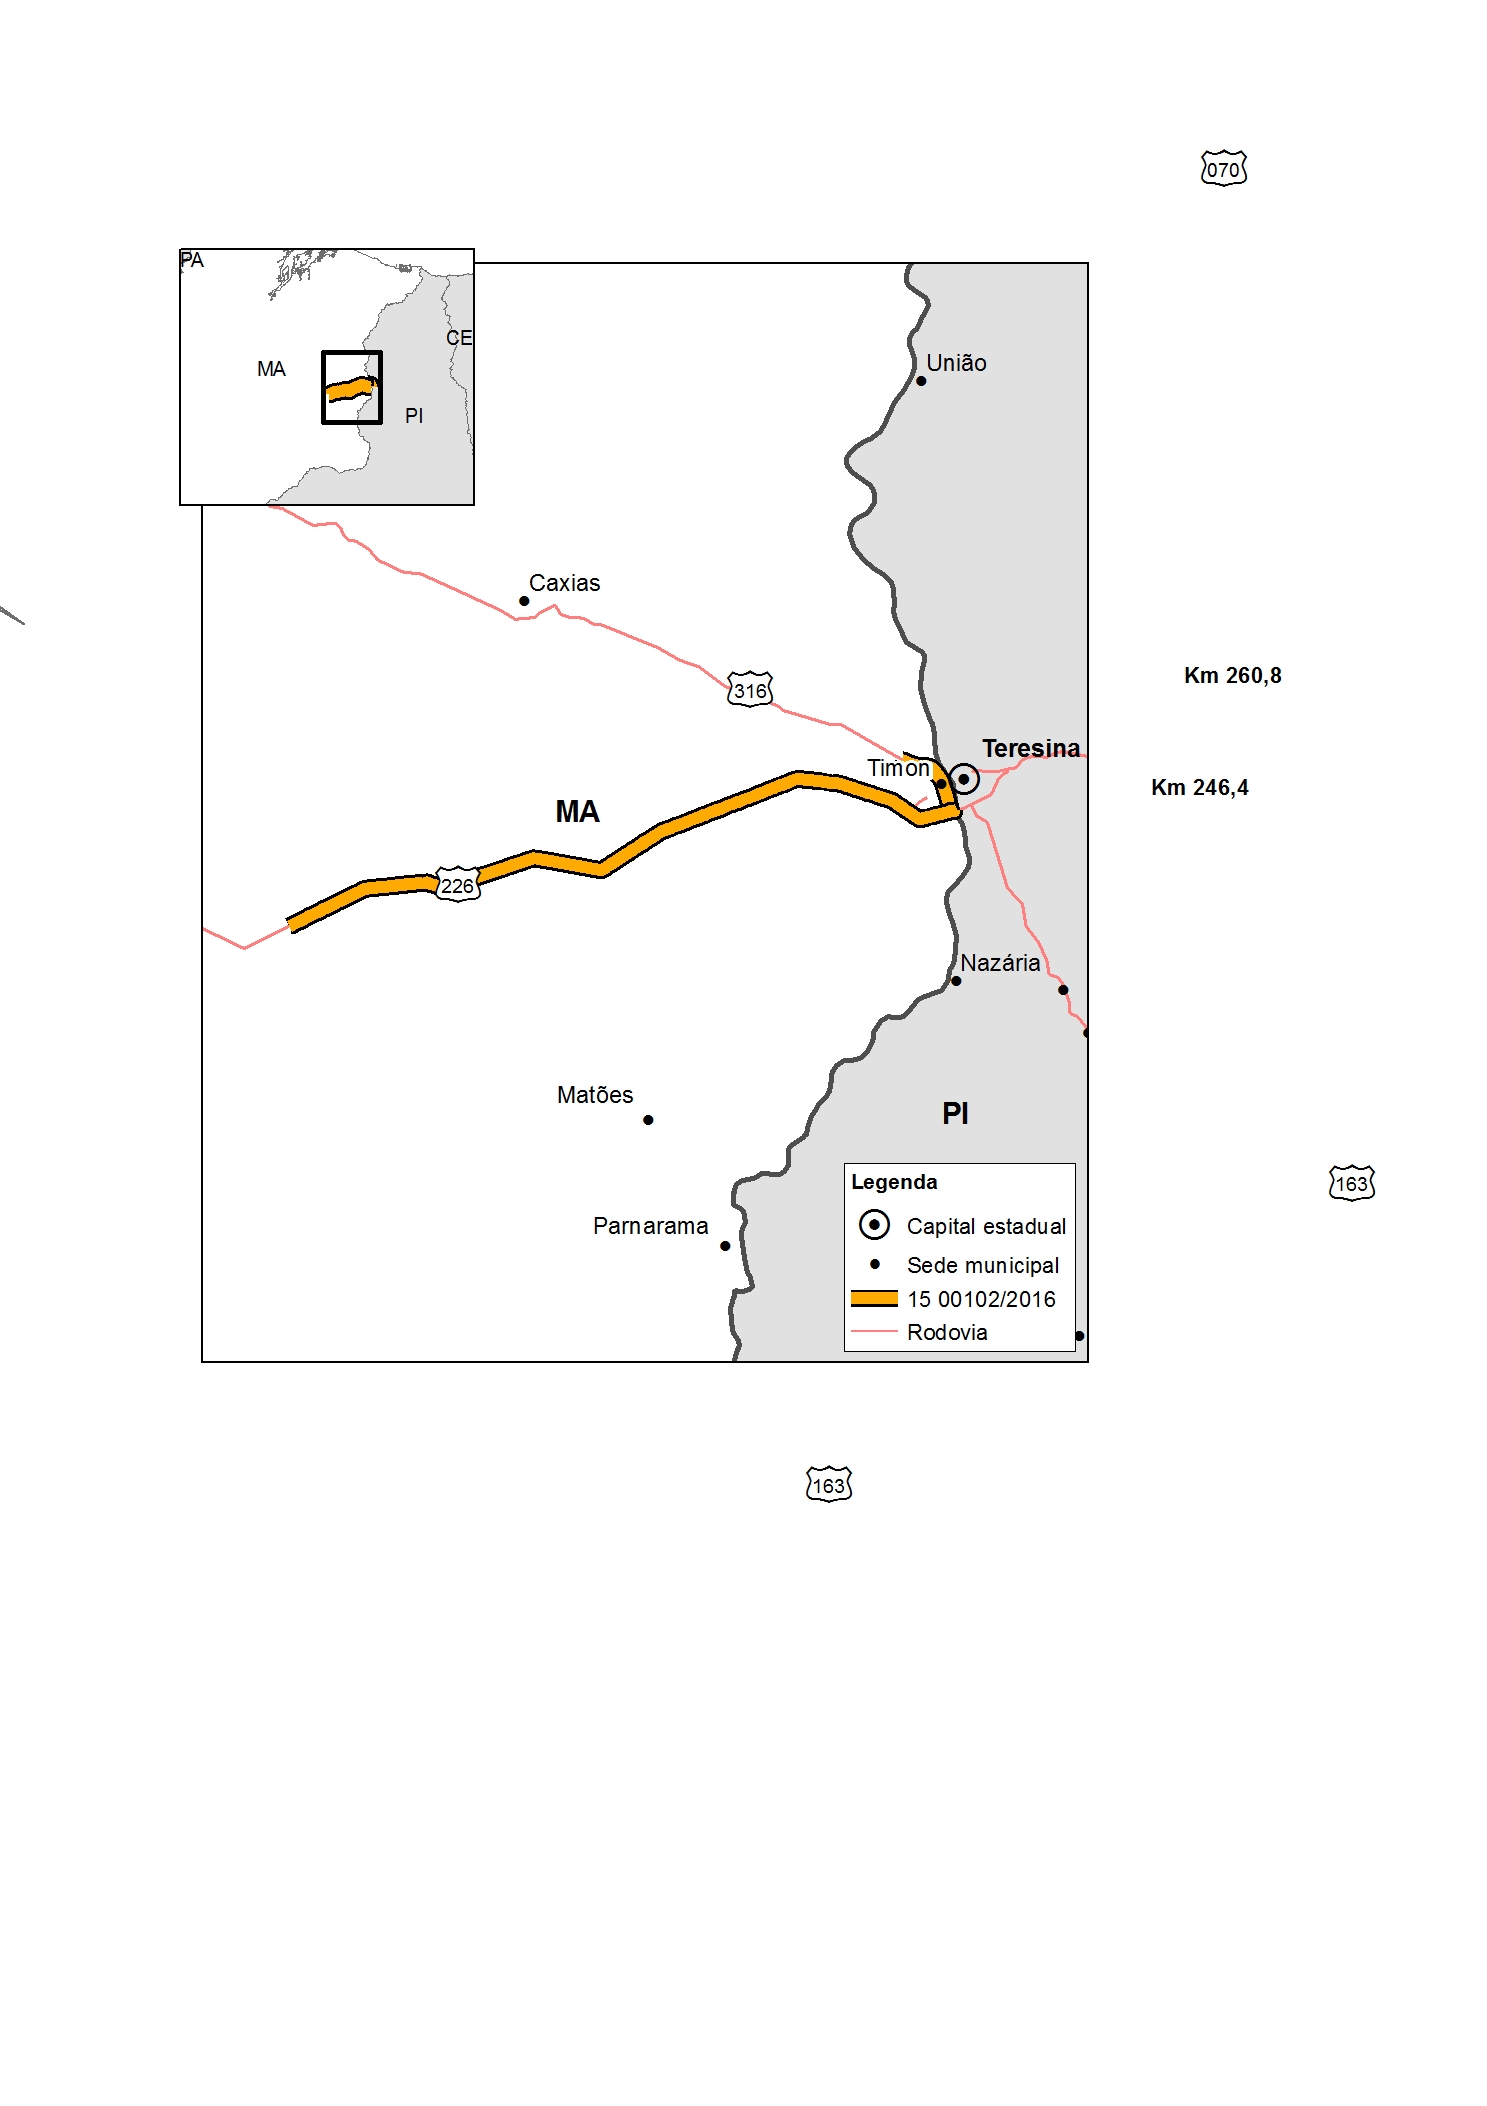 070
PA
CE
MA
PI
União
Caxias
316
Km 260,8
Teresina
Timon
Km 246,4
MA
226
Nazária
Matões
PI
Legenda
Capital estadual
Sede municipal
15 00102/2016
Rodovia
163
Parnarama
163